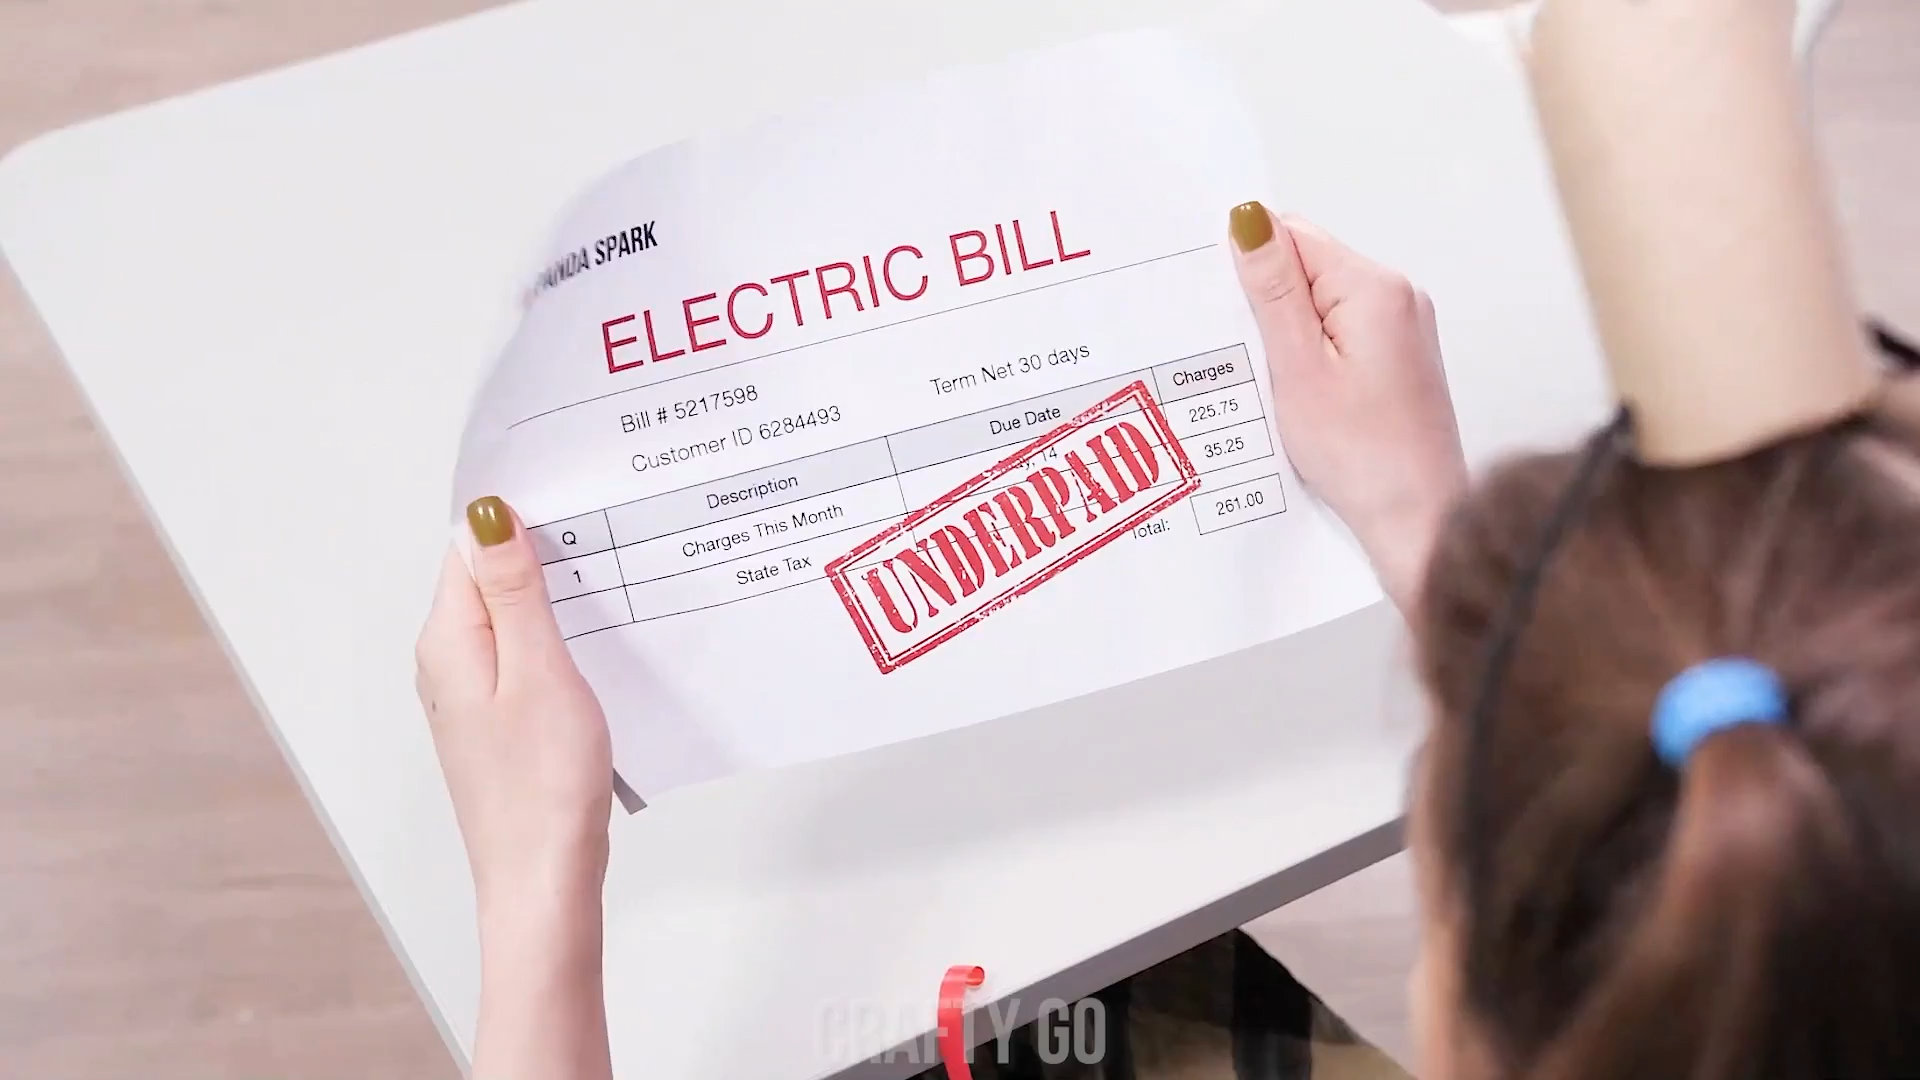 PANDA SPARK
ELECTRIC BILL
Bill # 5217598
Term Net 30 days
Customer ID 6284493
Q Description Due Date Charges
1 Charges This Month 14 225.75
State Tax 35.25
Total: 261.00
UNDERPAID
CRAFTY GO